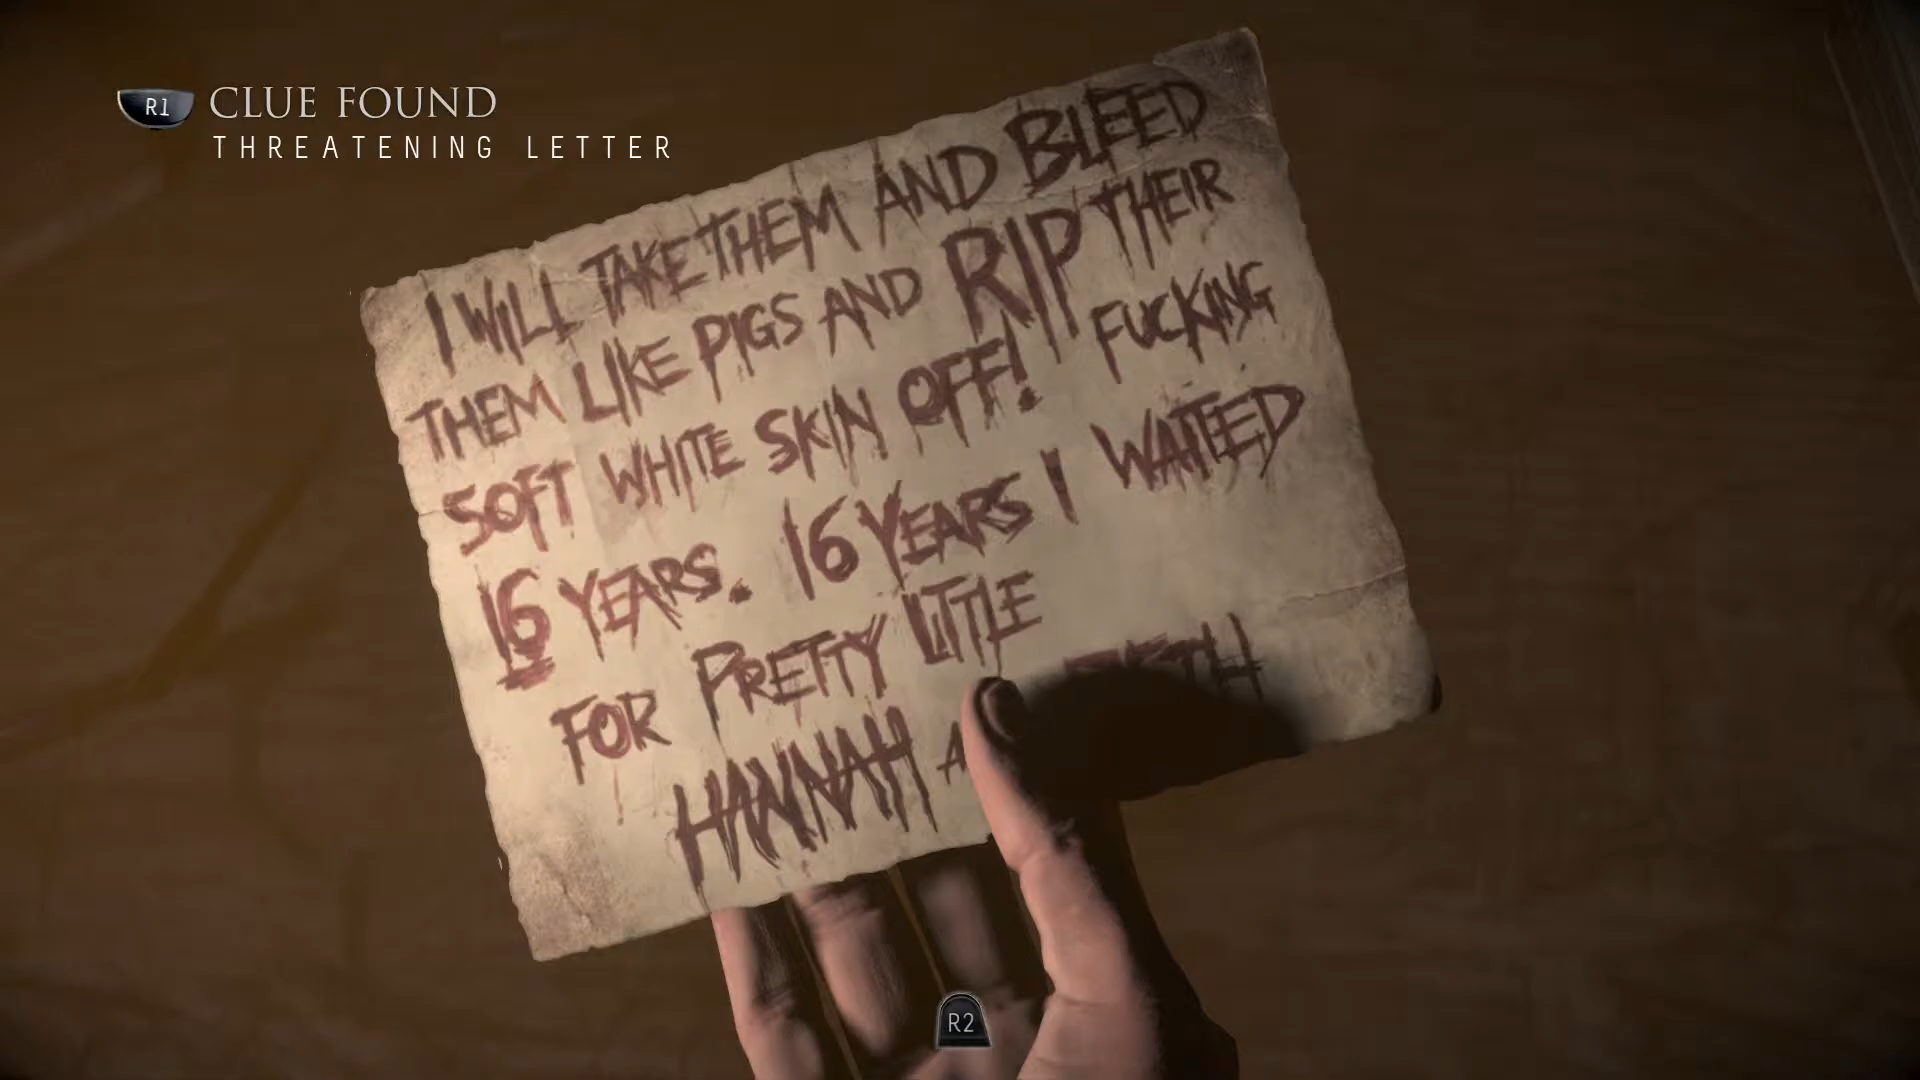 R1 CLUE FOUND
THREATENING LETTER
I WILL TAKE THEM AND BLEED
THEM LIKE PIGS AND RIP THEIR
SOFT WHITE SKIN OFF! FUCKING
16 YEARS. 16 YEARS I WAITED
FOR PRETTY LITTLE
HANNAH
R2